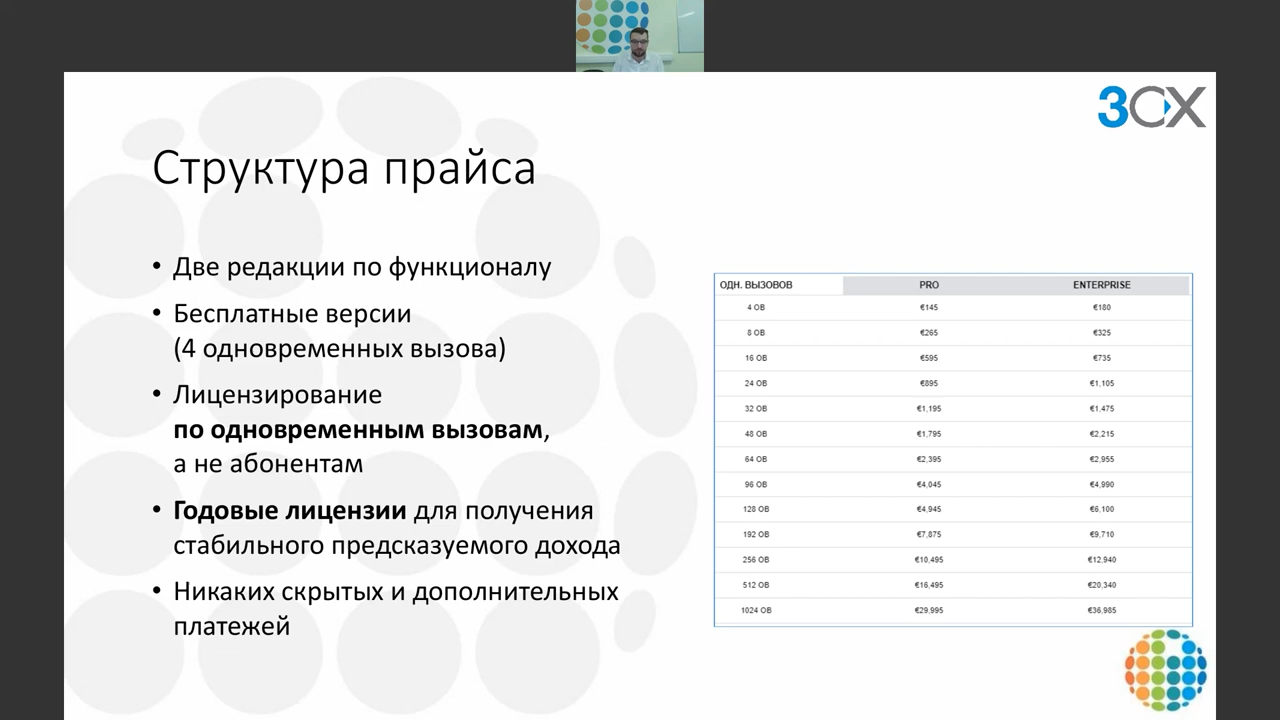 3CX
Структура прайса
• Две редакции по функционалу
• Бесплатные версии
(4 одновременных вызова)
• Лицензирование
по одновременным вызовам,
а не абонентам
• Годовые лицензии для получения
стабильного предсказуемого дохода
• Никаких скрытых и дополнительных
платежей
ОДН. ВЫЗОВОВ PRO ENTERPRISE
4 ОВ €145 €180
8 ОВ €265 €325
16 ОВ €595 €735
24 ОВ €895 €1,105
32 ОВ €1,195 €1,475
48 ОВ €1,795 €2,215
64 ОВ €2,395 €2,955
96 ОВ €4,045 €4,990
128 ОВ €4,945 €6,100
192 ОВ €7,875 €9,710
256 ОВ €10,495 €12,940
512 ОВ €16,495 €20,340
1024 ОВ €29,995 €36,985